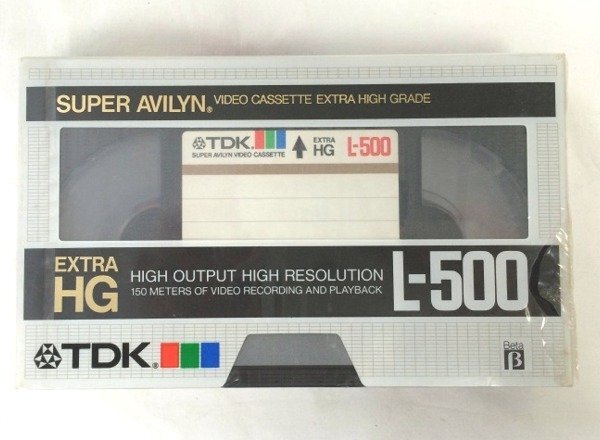 SUPER AVILYN® VIDEO CASSETTE EXTRA HIGH GRADE
TDK EXTRA HG L-500
SUPER AVILYN VIDEO CASSETTE
EXTRA HG HIGH OUTPUT HIGH RESOLUTION L-500
150 METERS OF VIDEO RECORDING AND PLAYBACK
TDK®
Beta
β